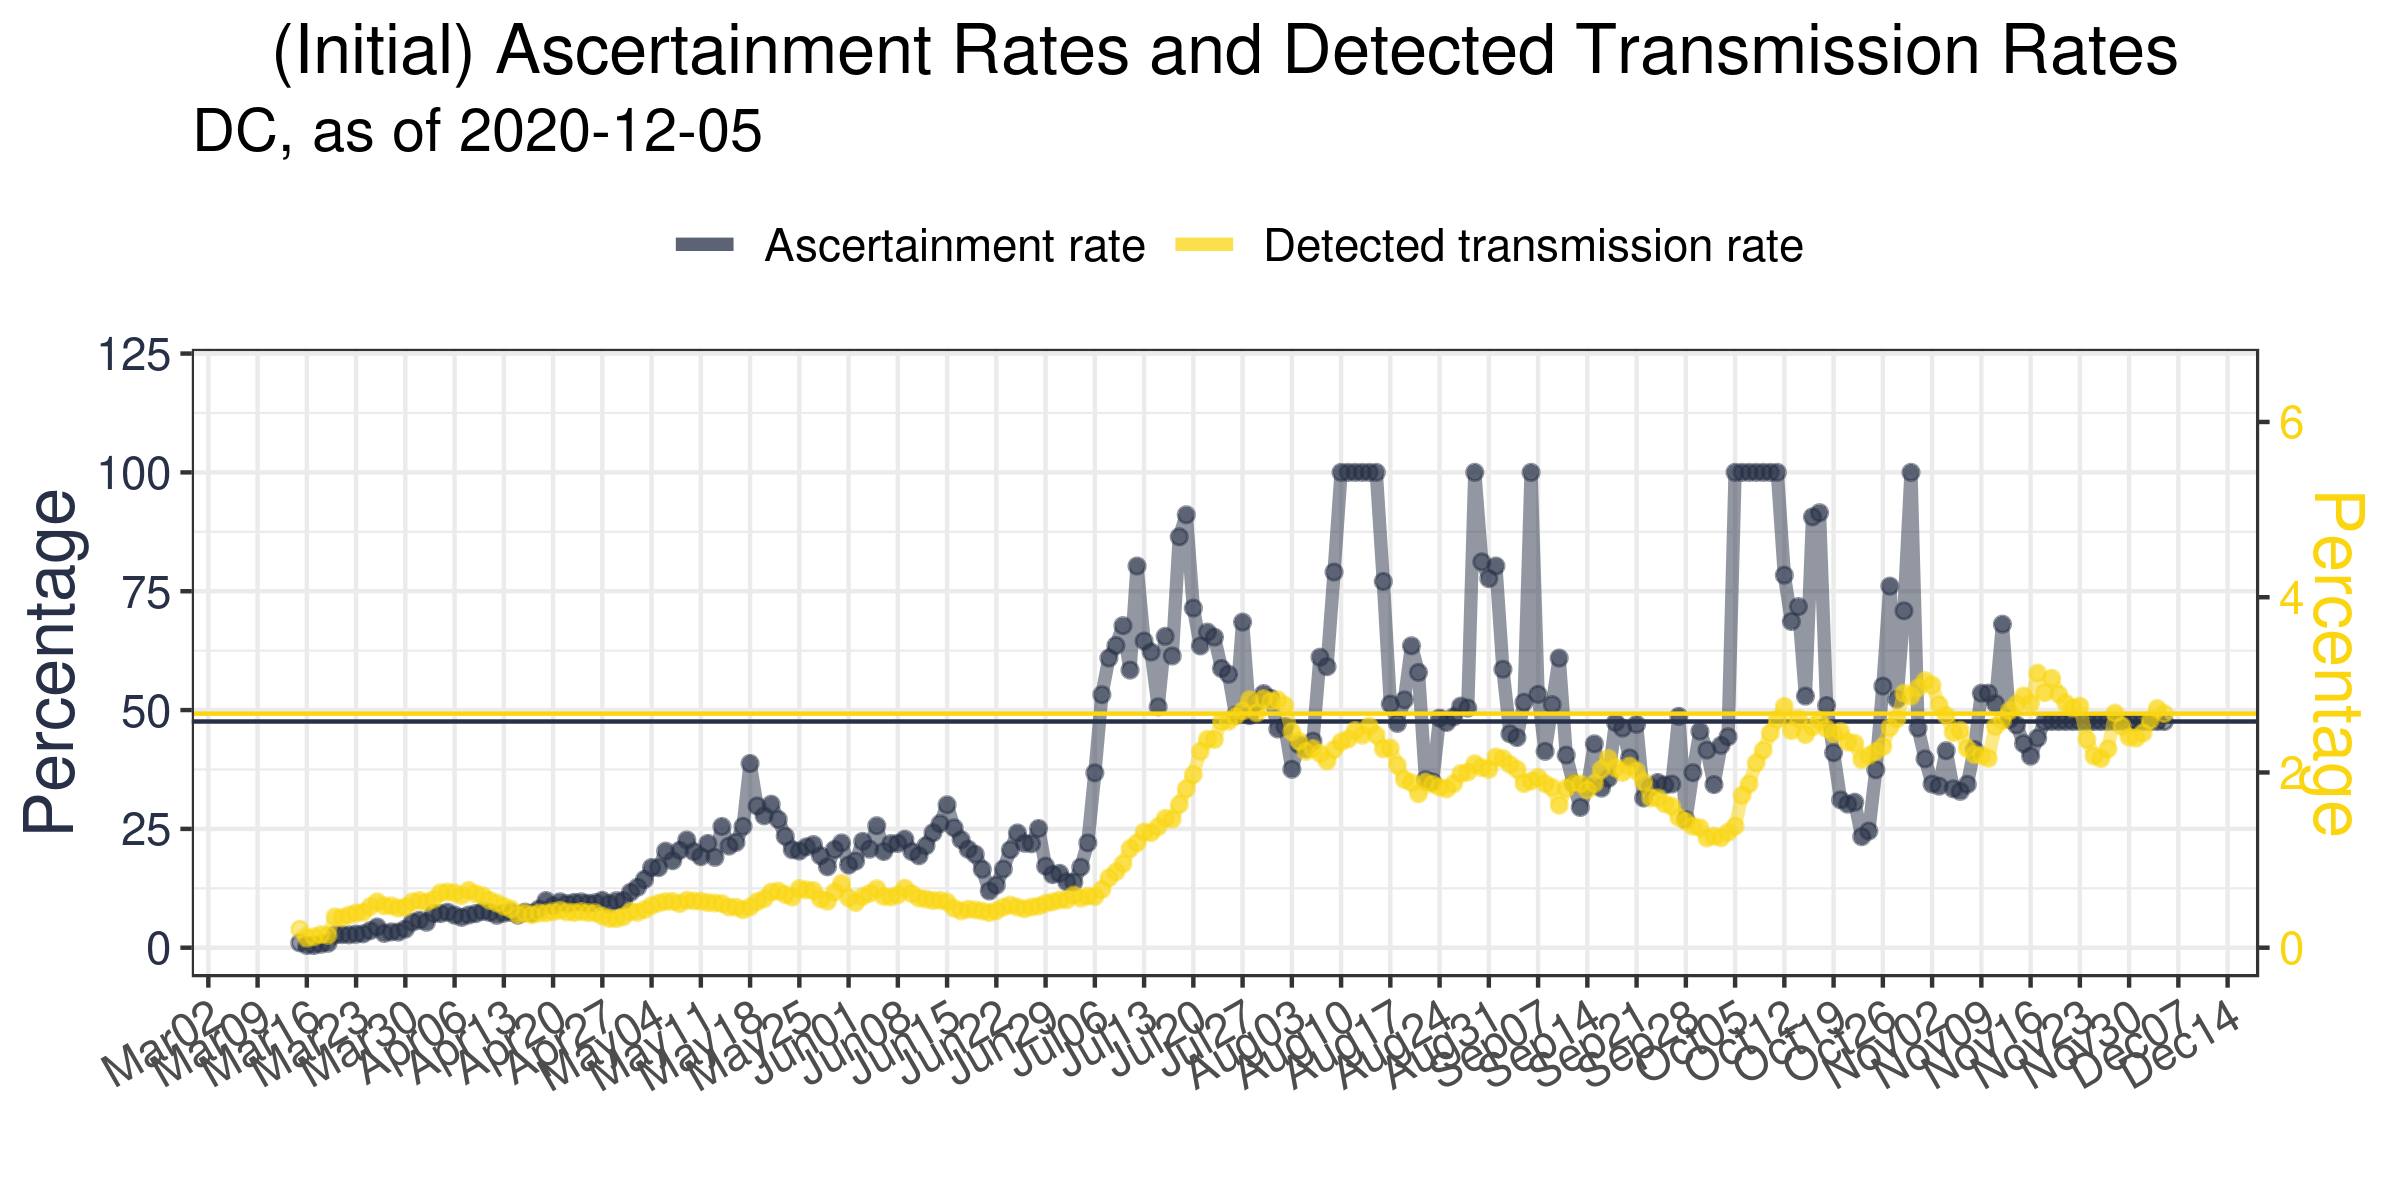 (Initial) Ascertainment Rates and Detected Transmission Rates
DC, as of 2020-12-05
Ascertainment rate
Detected transmission rate
Percentage
125
100
75
50
25
0
6
4
2
0
Percentage
Mar02
Mar09
Mar16
Mar23
Mar30
Apr06
Apr13
Apr20
Apr27
May04
May11
May18
May25
Jun01
Jun08
Jun15
Jun22
Jun29
Jul06
Jul13
Jul20
Jul27
Aug03
Aug10
Aug17
Aug24
Aug31
Sep07
Sep14
Sep21
Sep28
Oct05
Oct12
Oct19
Oct26
Nov02
Nov09
Nov16
Nov23
Nov30
Dec07
Dec14